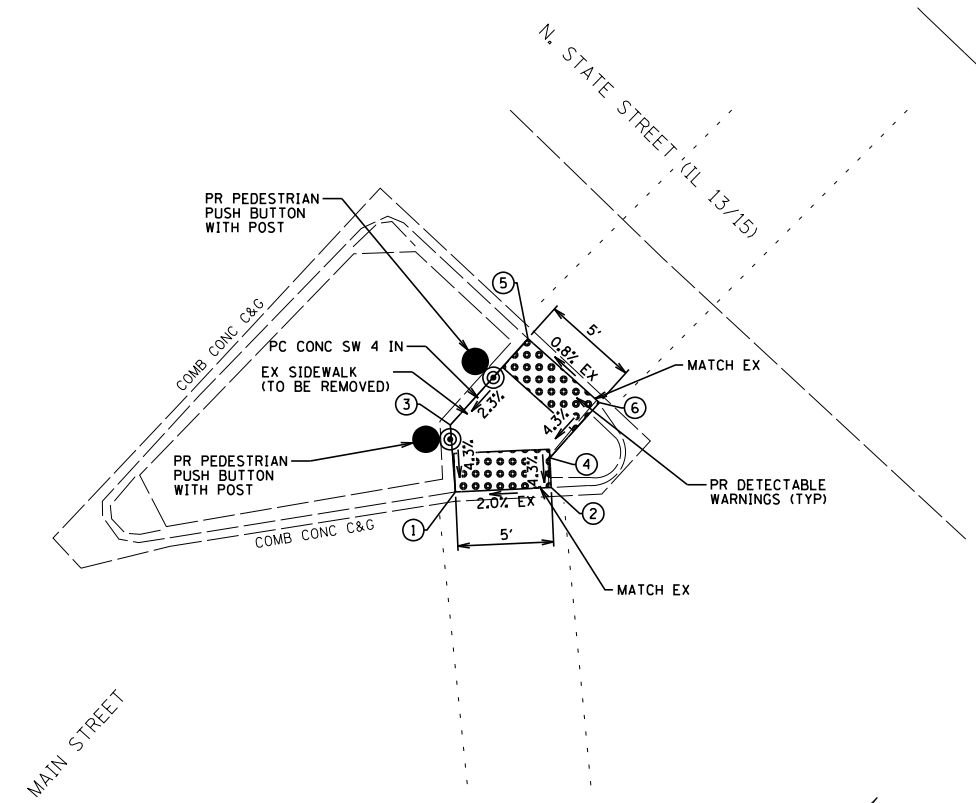 N. STATE STREET (IL 13/15)
PR PEDESTRIAN
PUSH BUTTON
WITH POST
5
5'
COMB CONC C&G
0.8% EX
PC CONC SW 4 IN
MATCH EX
EX SIDEWALK
(TO BE REMOVED)
2.3%
3
6
4.3%
4.3%
4.3%
PR PEDESTRIAN
PUSH BUTTON
WITH POST
4
PR DETECTABLE
WARNINGS (TYP)
2.0% EX
2
1
COMB CONC C&G
5'
MATCH EX
MAIN STREET